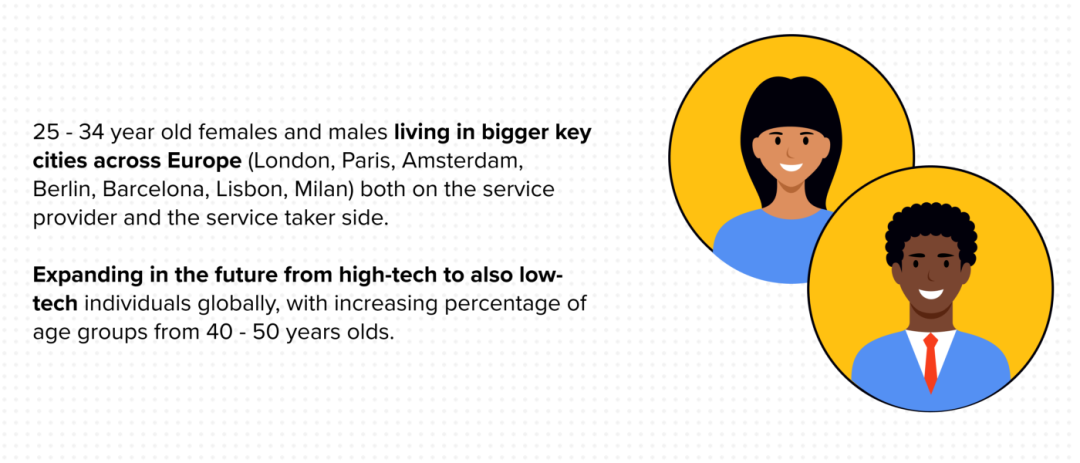 25 - 34 year old females and males living in bigger key
cities across Europe (London, Paris, Amsterdam,
Berlin, Barcelona, Lisbon, Milan) both on the service
provider and the service taker side.
Expanding in the future from high-tech to also low-
tech individuals globally, with increasing percentage of
age groups from 40 - 50 years olds.